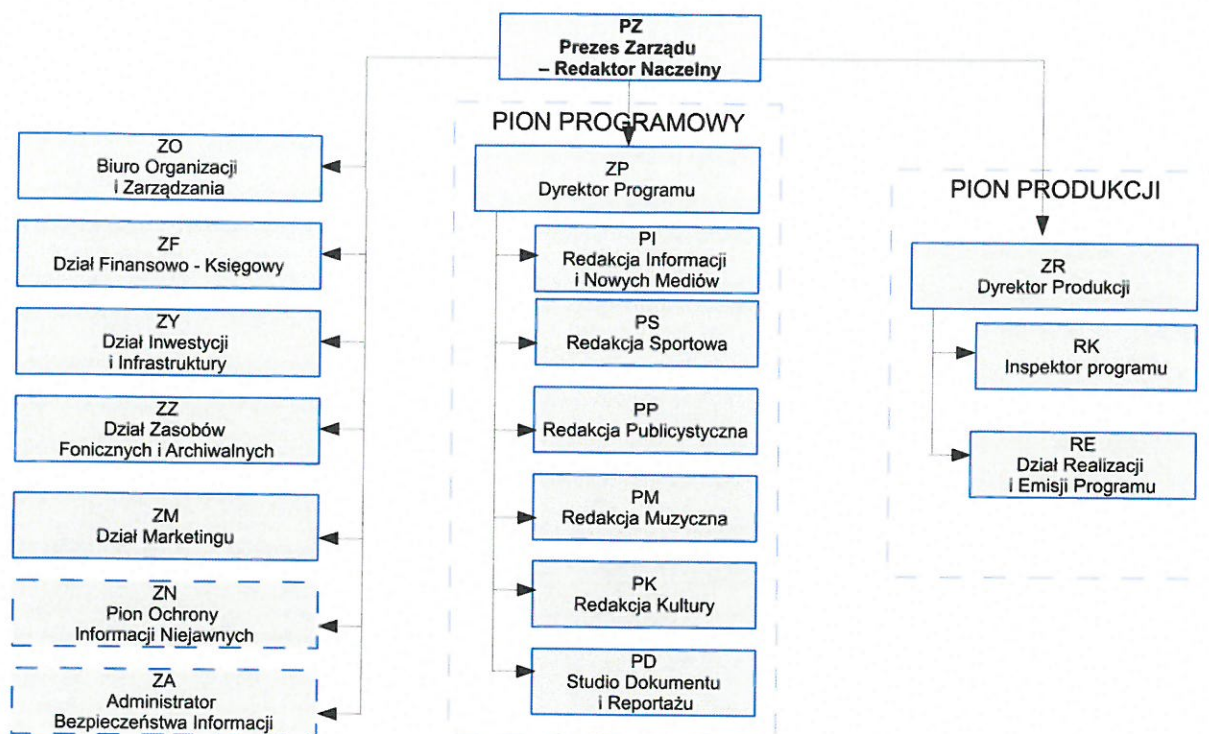 PZ
Prezes Zarządu
– Redaktor Naczelny
ZO
Biuro Organizacji
i Zarządzania
ZF
Dział Finansowo - Księgowy
ZY
Dział Inwestycji
i Infrastruktury
ZZ
Dział Zasobów
Fonicznych i Archiwalnych
ZM
Dział Marketingu
ZN
Pion Ochrony
Informacji Niejawnych
ZA
Administrator
Bezpieczeństwa Informacji
PION PROGRAMOWY
ZP
Dyrektor Programu
PI
Redakcja Informacji
i Nowych Mediów
PS
Redakcja Sportowa
PP
Redakcja Publicystyczna
PM
Redakcja Muzyczna
PK
Redakcja Kultury
PD
Studio Dokumentu
i Reportażu
PION PRODUKCJI
ZR
Dyrektor Produkcji
RK
Inspektor programu
RE
Dział Realizacji
i Emisji Programu